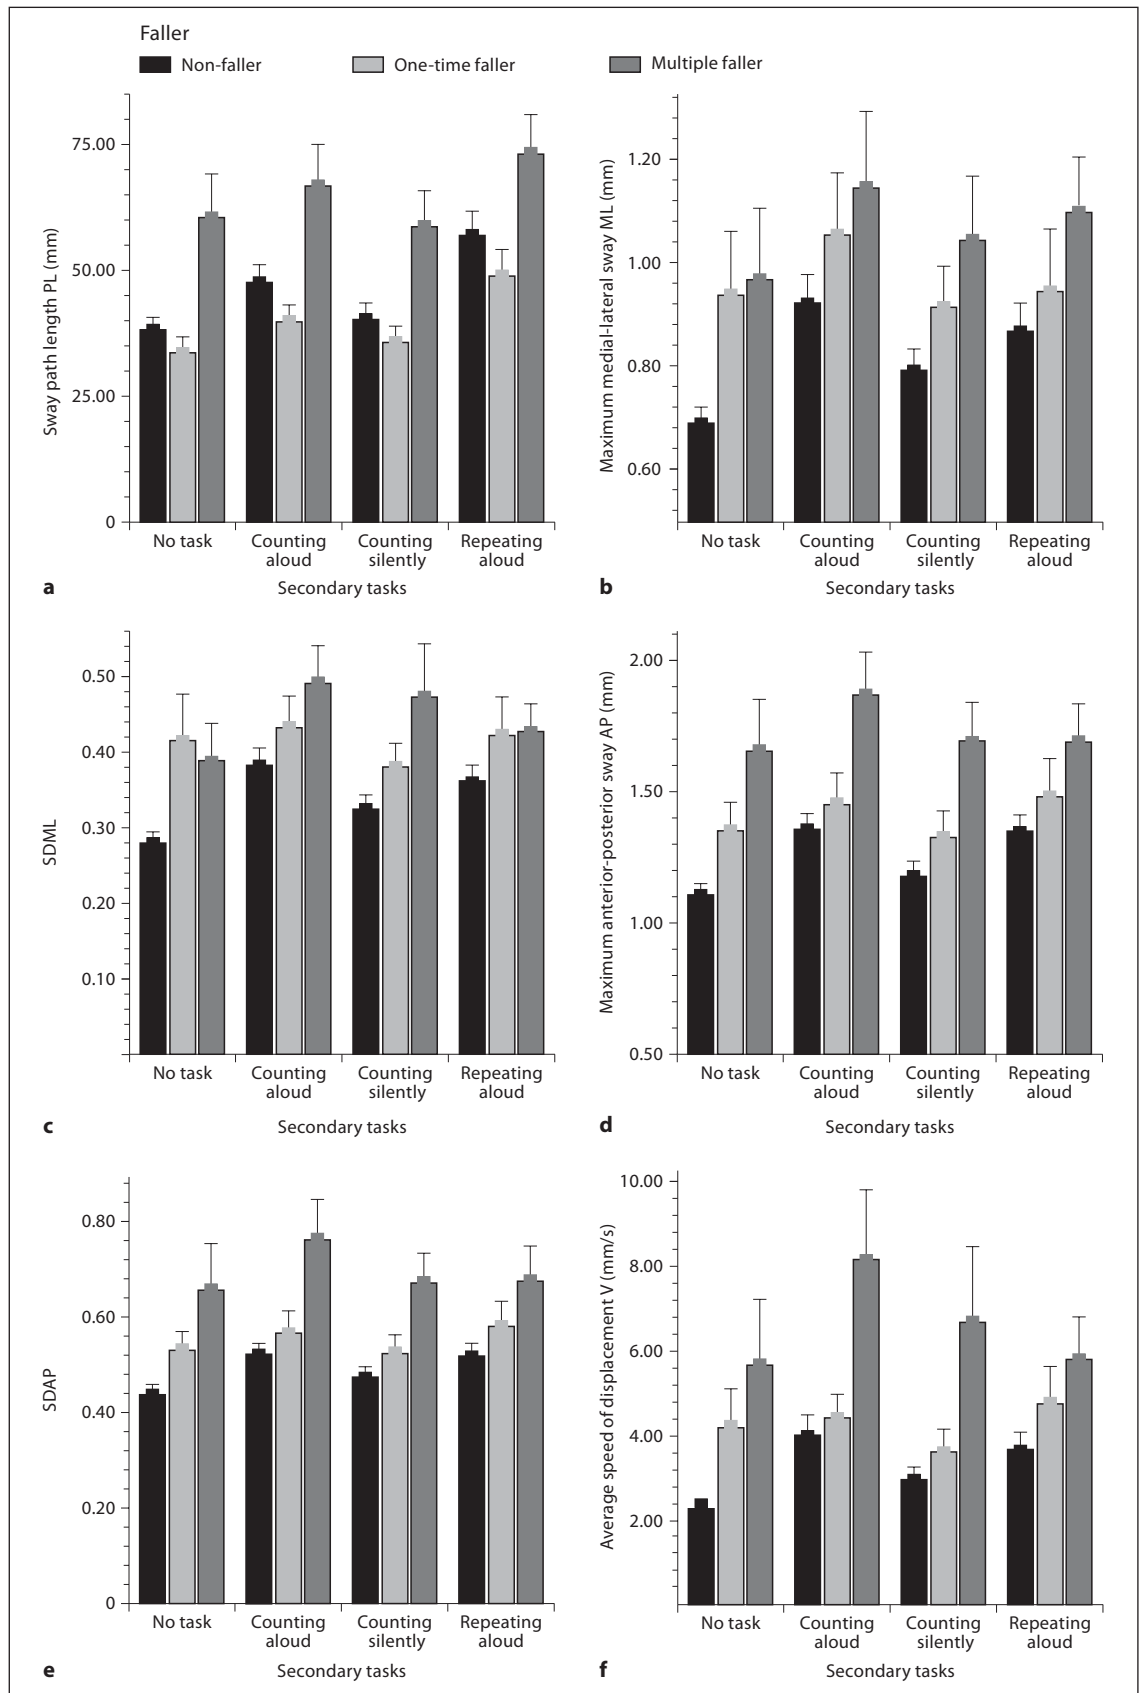 Faller
Non-faller One-time faller Multiple faller
Sway path length PL (mm)
75.00
50.00
25.00
0
No task Counting aloud Counting silently Repeating aloud
a Secondary tasks
Maximum medial-lateral sway ML (mm)
1.20
1.00
0.80
0.60
No task Counting aloud Counting silently Repeating aloud
b Secondary tasks
SDML
0.50
0.40
0.30
0.20
0.10
No task Counting aloud Counting silently Repeating aloud
c Secondary tasks
Maximum anterior-posterior sway AP (mm)
2.00
1.50
1.00
0.50
No task Counting aloud Counting silently Repeating aloud
d Secondary tasks
SDAP
0.80
0.60
0.40
0.20
0
No task Counting aloud Counting silently Repeating aloud
e Secondary tasks
Average speed of displacement V (mm/s)
10.00
8.00
6.00
4.00
2.00
No task Counting aloud Counting silently Repeating aloud
f Secondary tasks